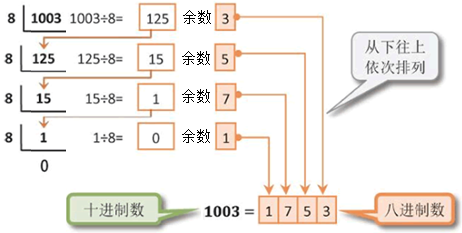 8 1003 1003÷8= 125 余数 3
8 125 125÷8= 15 余数 5
8 15 15÷8= 1 余数 7
8 1 1÷8= 0 余数 1
0
从下往上
依次排列
十进制数 1003 = 1 7 5 3 八进制数